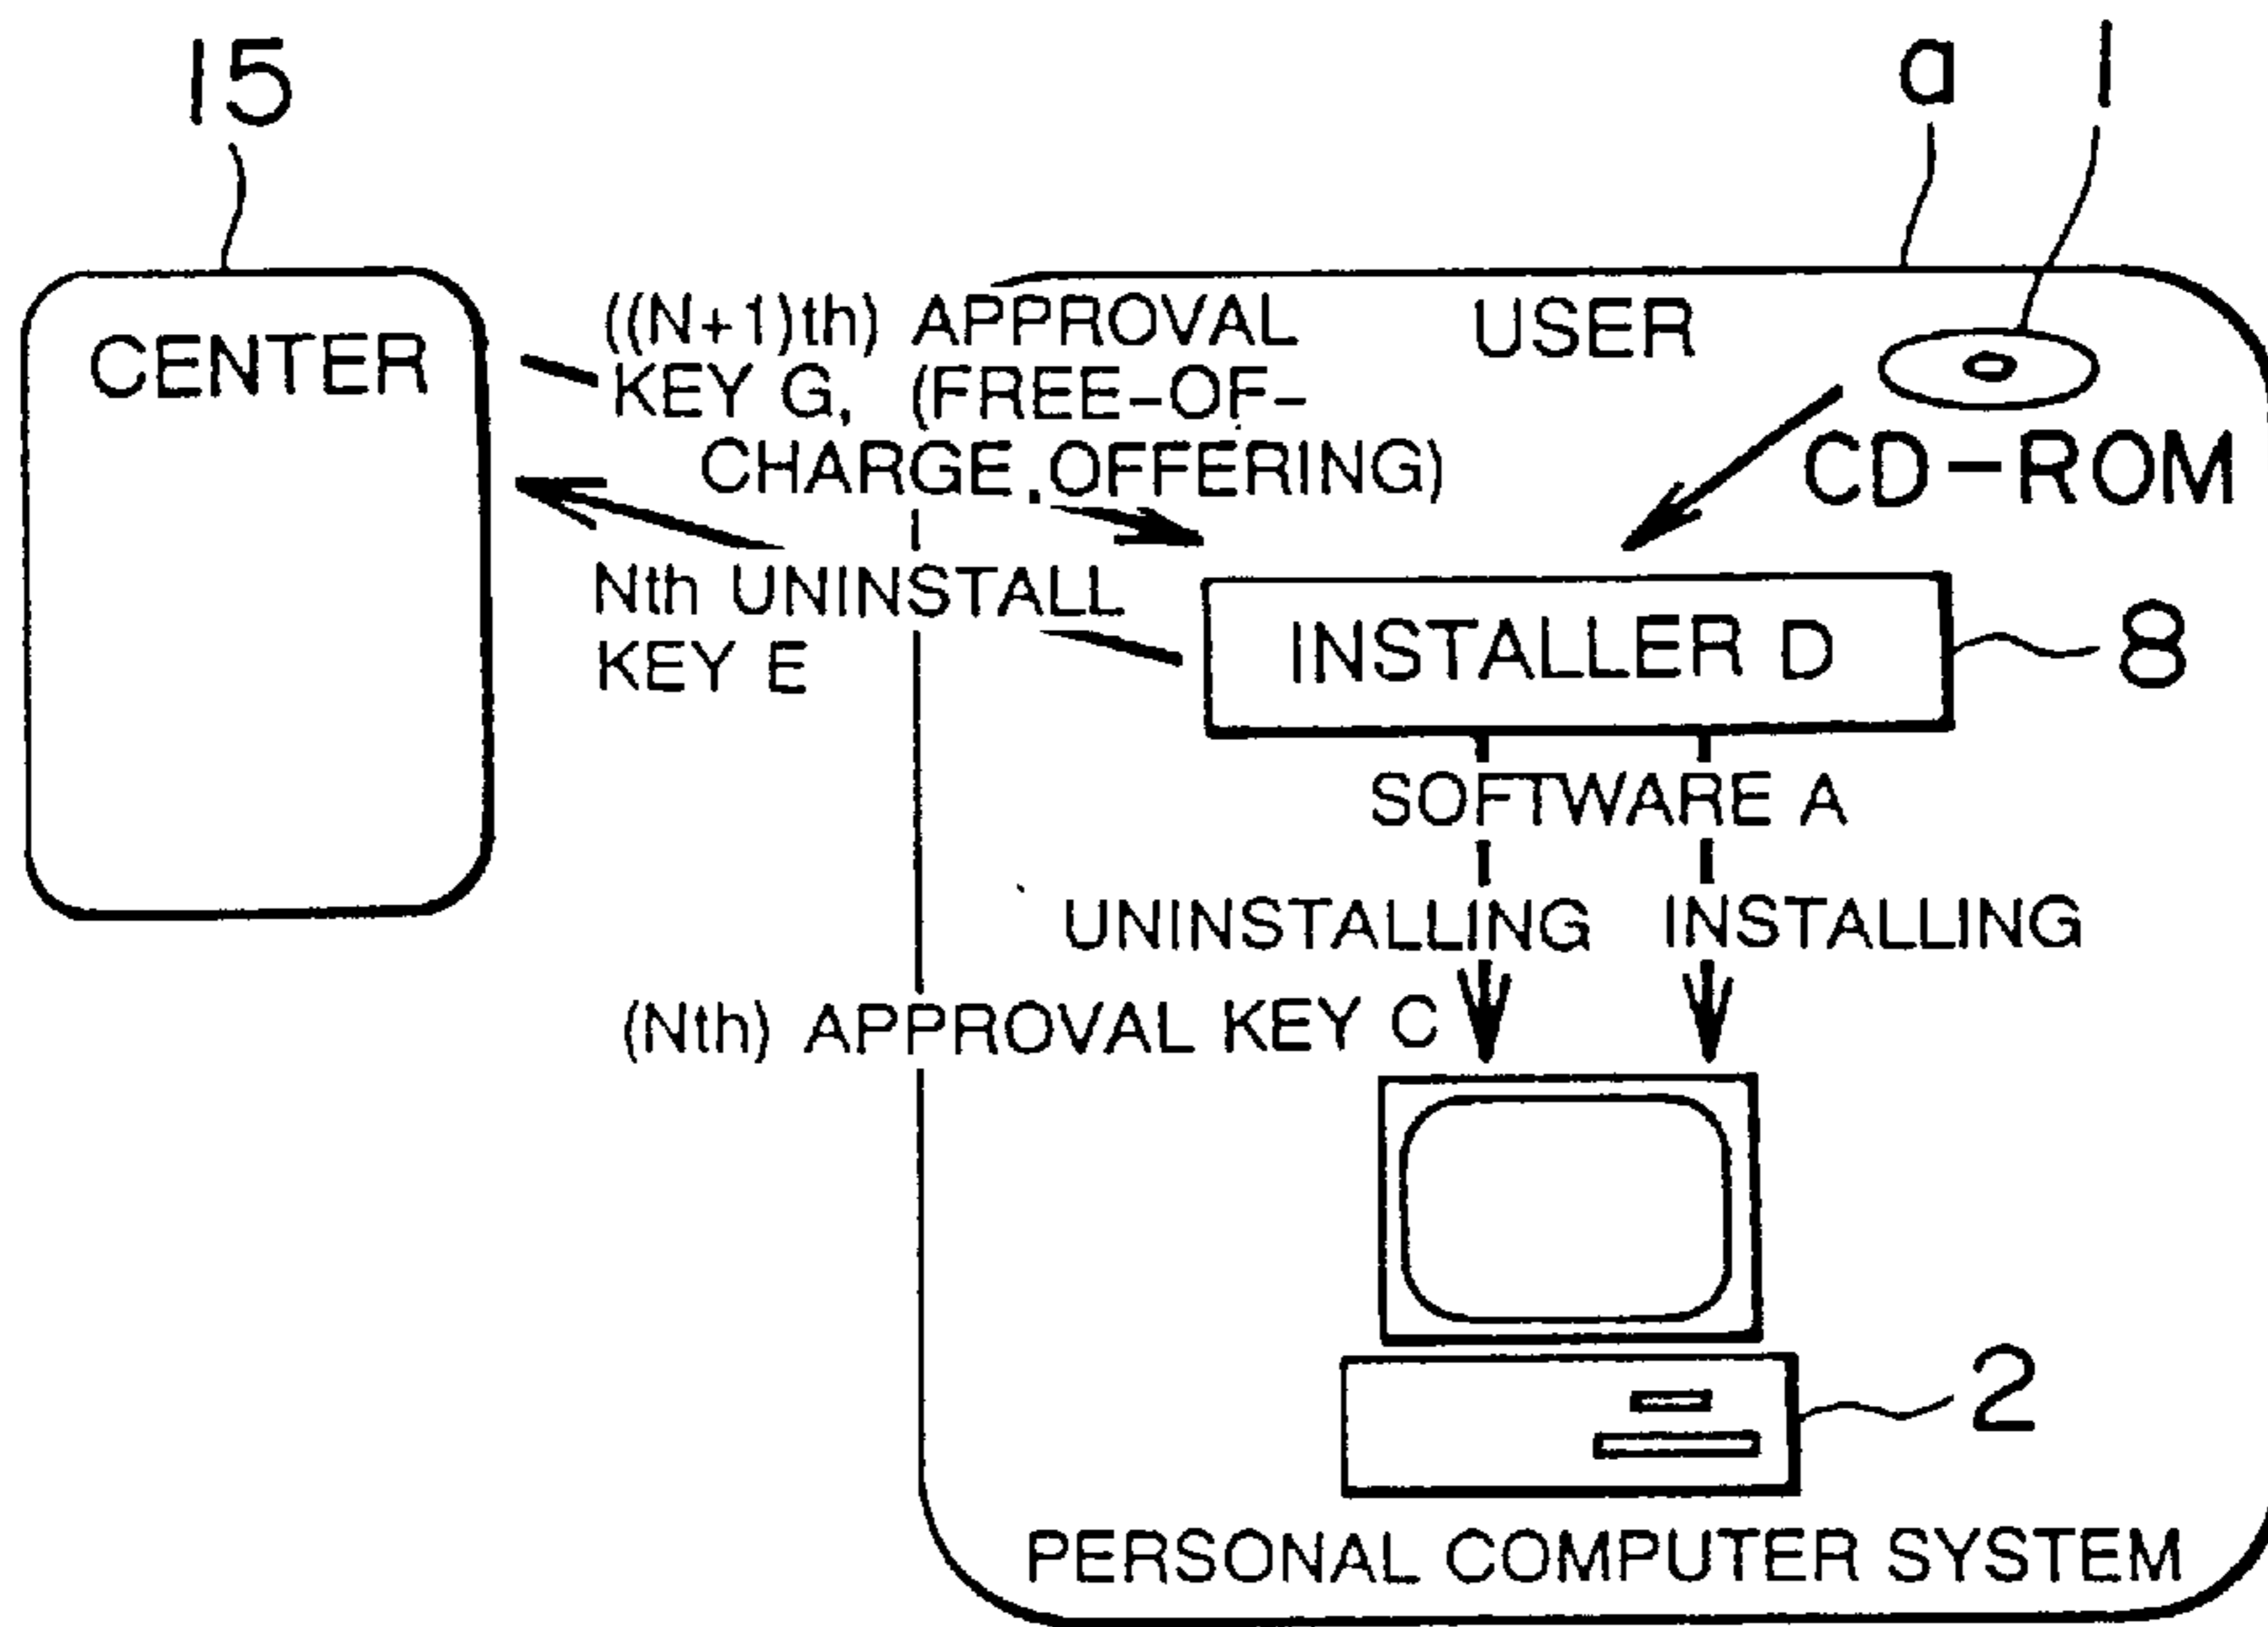 15
a
1
CENTER
((N+1)th) APPROVAL
KEY G, (FREE-OF-
CHARGE OFFERING)
USER
CD-ROM
Nth UNINSTALL
KEY E
INSTALLER D
8
SOFTWARE A
UNINSTALLING
INSTALLING
(Nth) APPROVAL KEY C
2
PERSONAL COMPUTER SYSTEM